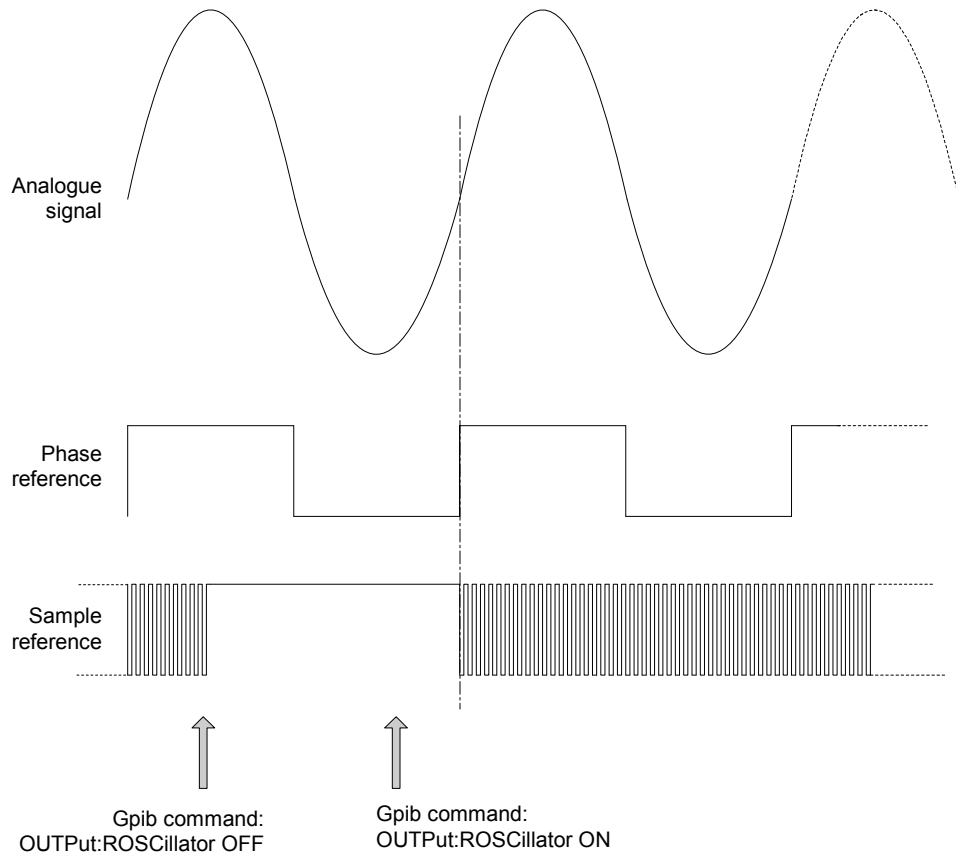 Analogue
signal
Phase
reference
Sample
reference
Gpib command:
OUTPut:ROSCillator OFF
Gpib command:
OUTPut:ROSCillator ON